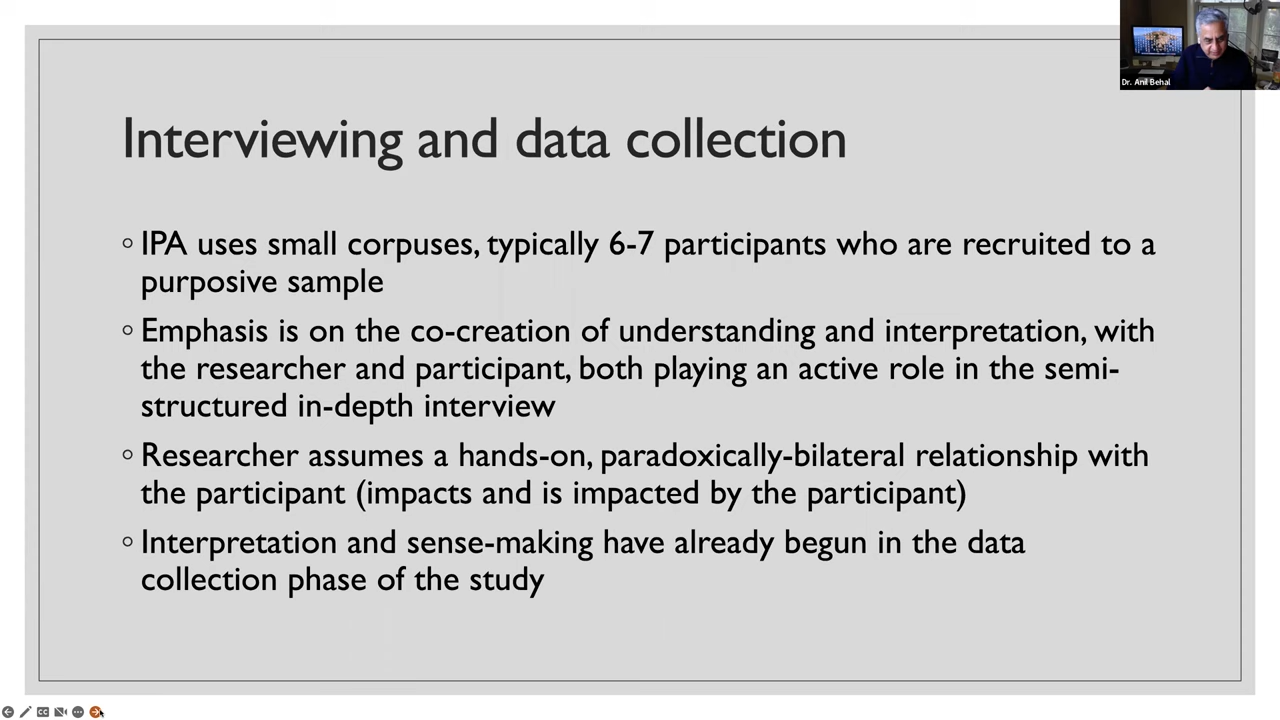 Dr. Anil Behal
Interviewing and data collection
◦ IPA uses small corpuses, typically 6-7 participants who are recruited to a
purposive sample
◦ Emphasis is on the co-creation of understanding and interpretation, with
the researcher and participant, both playing an active role in the semi-
structured in-depth interview
◦ Researcher assumes a hands-on, paradoxically-bilateral relationship with
the participant (impacts and is impacted by the participant)
◦ Interpretation and sense-making have already begun in the data
collection phase of the study
CC